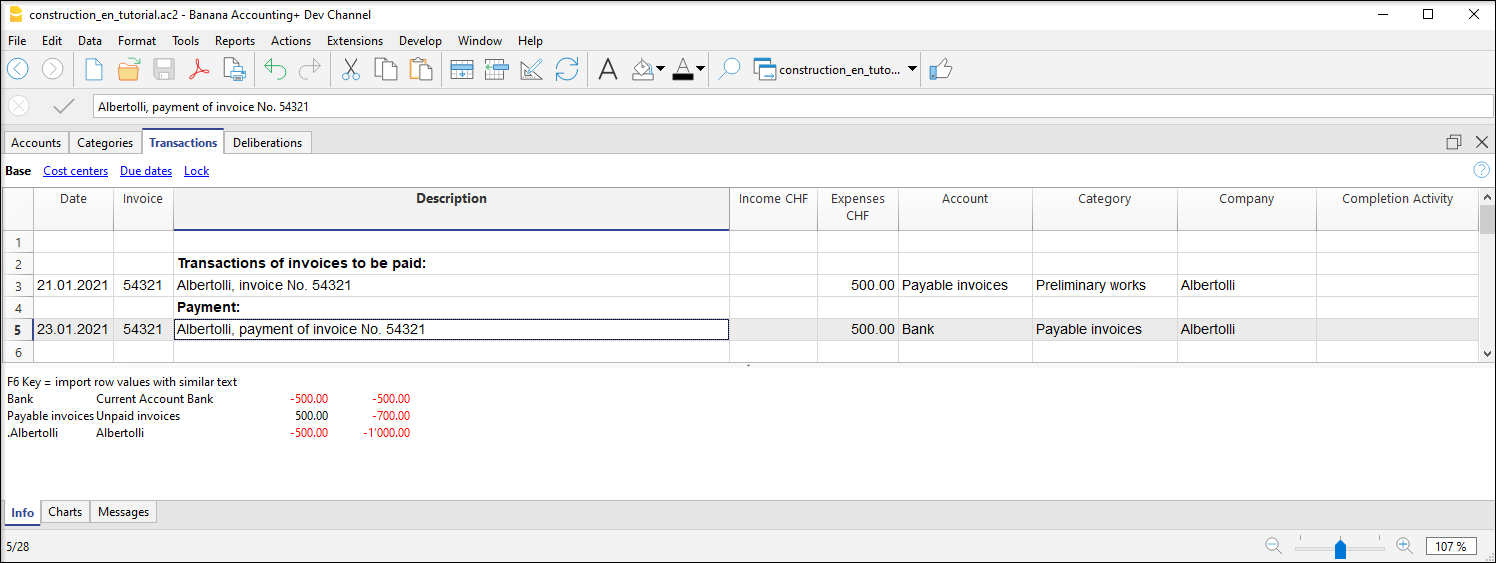 construction_en_tutorial.ac2 - Banana Accounting+ Dev Channel
File Edit Data Format Tools Reports Actions Extensions Develop Window Help
construction_en_tuto...
Albertolli, payment of invoice No. 54321
Accounts Categories Transactions Deliberations
Base Cost centers Due dates Lock
Date Invoice Description Income CHF Expenses CHF Account Category Company Completion Activity
1
2 Transactions of invoices to be paid:
3 21.01.2021 54321 Albertolli, invoice No. 54321 500.00 Payable invoices Preliminary works Albertolli
4 Payment:
5 23.01.2021 54321 Albertolli, payment of invoice No. 54321 500.00 Bank Payable invoices Albertolli
6
F6 Key = import row values with similar text
Bank Current Account Bank -500.00 -500.00
Payable invoices Unpaid invoices 500.00 -700.00
.Albertolli Albertolli -500.00 -1'000.00
Info Charts Messages
5/28 107 %